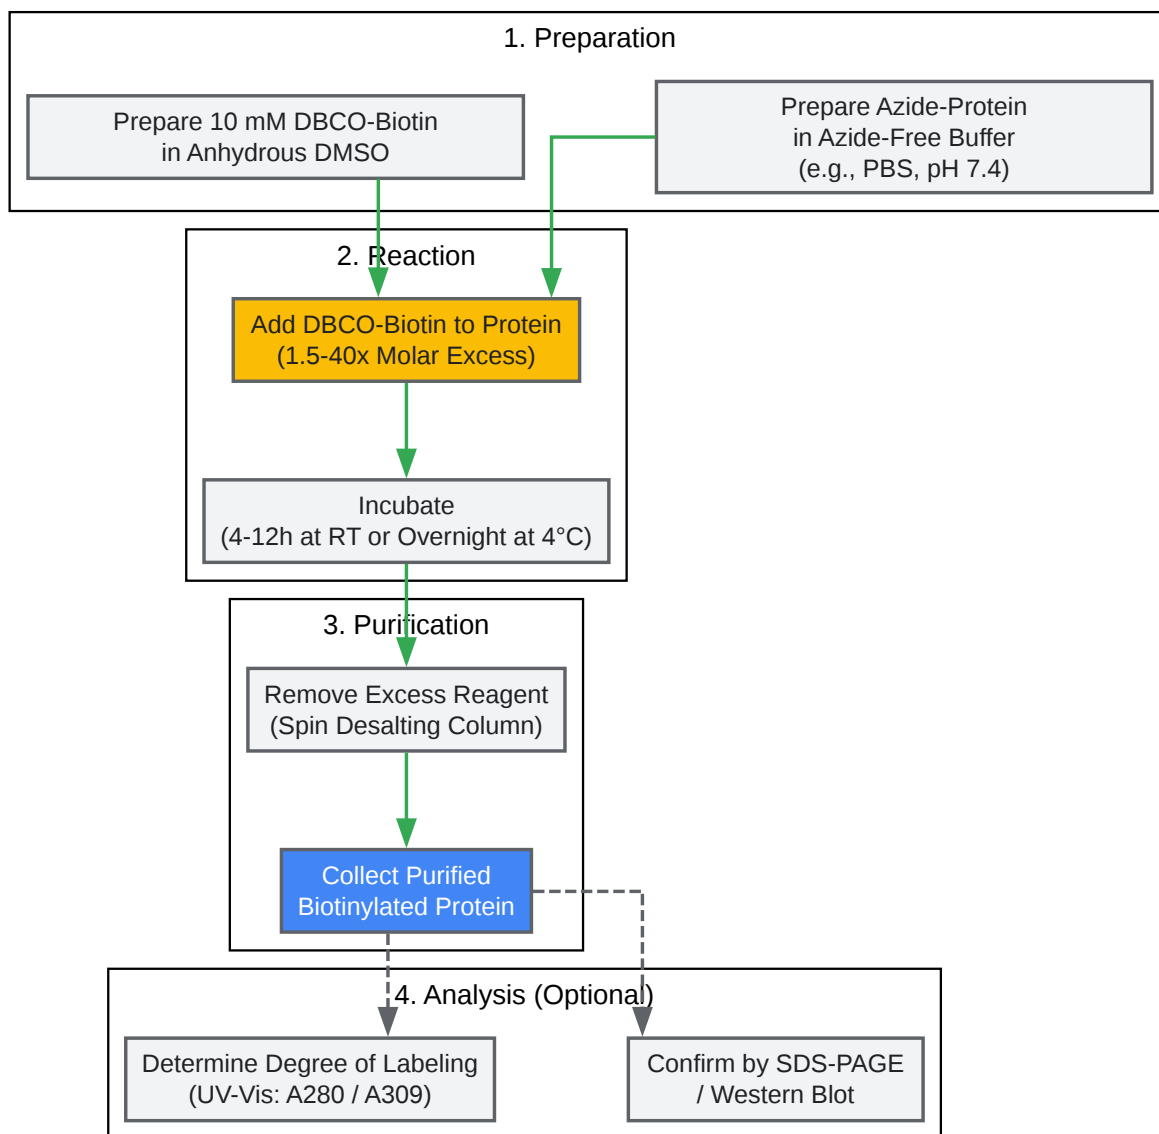 1. Preparation
Prepare 10 mM DBCO-Biotin
in Anhydrous DMSO
Prepare Azide-Protein
in Azide-Free Buffer
(e.g., PBS, pH 7.4)
2. Reaction
Add DBCO-Biotin to Protein
(1.5-40x Molar Excess)
Incubate
(4-12h at RT or Overnight at 4°C)
3. Purification
Remove Excess Reagent
(Spin Desalting Column)
Collect Purified
Biotinylated Protein
4. Analysis (Optional)
Determine Degree of Labeling
(UV-Vis: A280 / A309)
Confirm by SDS-PAGE
/ Western Blot